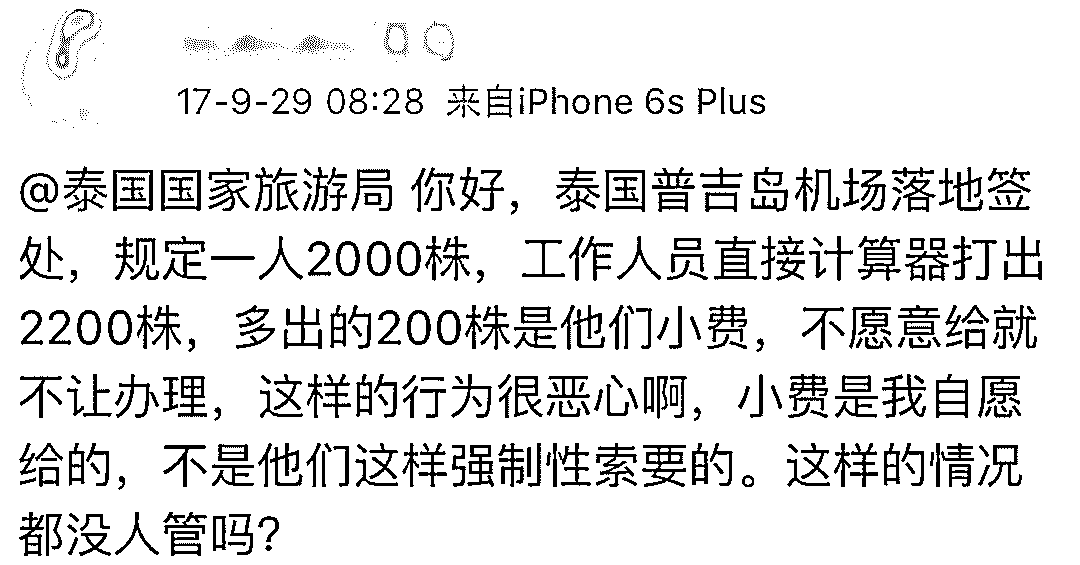 17-9-29 08:28 来自iPhone 6s Plus
@泰国国家旅游局 你好，泰国普吉岛机场落地签
处，规定一人2000株，工作人员直接计算器打出
2200株，多出的200株是他们小费，不愿意给就
不让办理，这样的行为很恶心啊，小费是我自愿
给的，不是他们这样强制性索要的。这样的情况
都没人管吗？